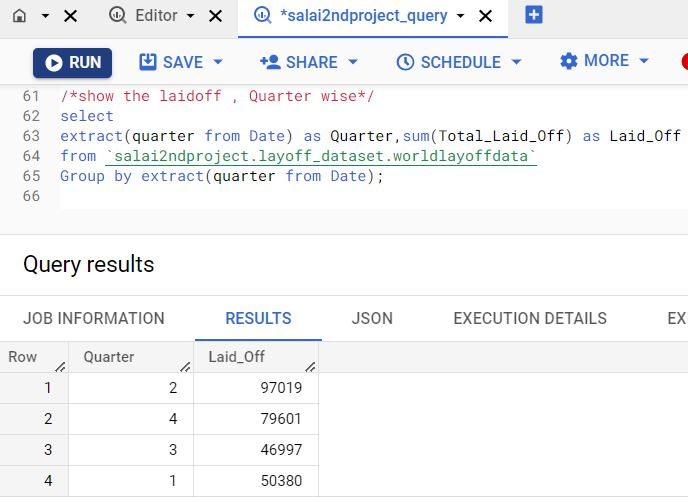 Editor *salai2ndproject_query
RUN SAVE SHARE SCHEDULE MORE
61 /*show the laidoff , Quarter wise*/
62 select
63 extract(quarter from Date) as Quarter,sum(Total_Laid_Off) as Laid_Off
64 from `salai2ndproject.layoff_dataset.worldlayoffdata`
65 Group by extract(quarter from Date);
66
Query results
JOB INFORMATION RESULTS JSON EXECUTION DETAILS EX
Row Quarter Laid_Off
1 2 97019
2 4 79601
3 3 46997
4 1 50380